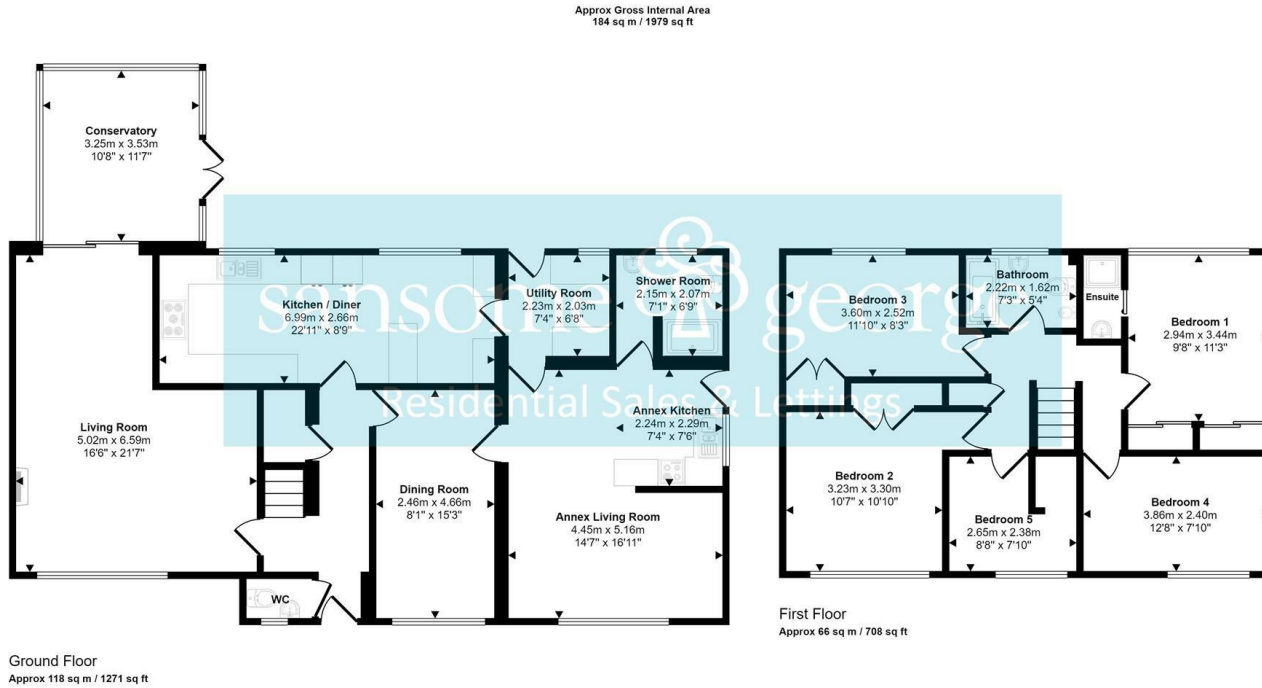 Approx Gross Internal Area
184 sq m / 1979 sq ft
Conservatory
3.25m x 3.53m
10'8" x 11'7"
Kitchen / Diner
6.99m x 2.66m
22'11" x 8'9"
Utility Room
2.23m x 2.03m
7'4" x 6'8"
Shower Room
2.15m x 2.07m
7'1" x 6'9"
Living Room
5.02m x 6.59m
16'6" x 21'7"
Dining Room
2.46m x 4.66m
8'1" x 15'3"
Annex Kitchen
2.24m x 2.29m
7'4" x 7'6"
Annex Living Room
4.45m x 5.16m
14'7" x 16'11"
WC
Ground Floor
Approx 118 sq m / 1271 sq ft
Bedroom 3
3.60m x 2.52m
11'10" x 8'3"
Bathroom
2.22m x 1.62m
7'3" x 5'4"
Ensuite
Bedroom 1
2.94m x 3.44m
9'8" x 11'3"
Bedroom 2
3.23m x 3.30m
10'7" x 10'10"
Bedroom 5
2.65m x 2.38m
8'8" x 7'10"
Bedroom 4
3.86m x 2.40m
12'8" x 7'10"
First Floor
Approx 66 sq m / 708 sq ft
sansome & george
Residential Sales & Lettings